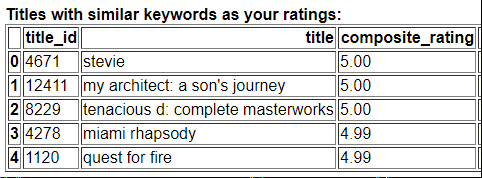 Titles with similar keywords as your ratings:
title_id title composite_rating
0 4671 stevie 5.00
1 12411 my architect: a son's journey 5.00
2 8229 tenacious d: complete masterworks 5.00
3 4278 miami rhapsody 4.99
4 1120 quest for fire 4.99